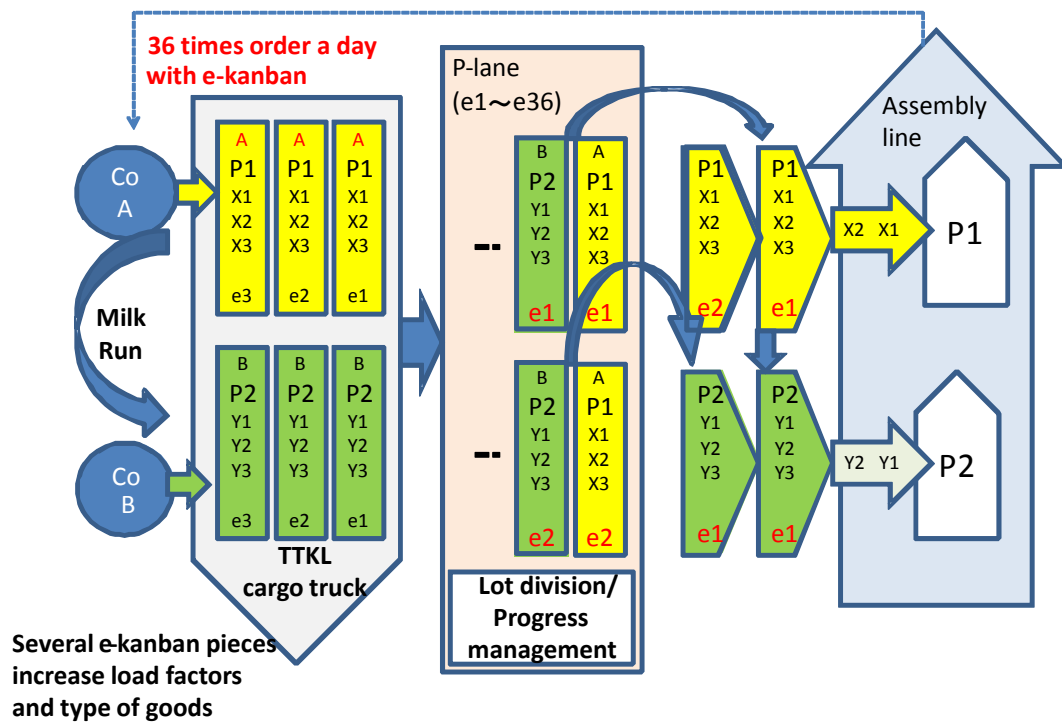 36 times order a day
with e-kanban
Co
A
Milk
Run
Co
B
A
P1
X1
X2
X3
e3
A
P1
X1
X2
X3
e2
A
P1
X1
X2
X3
e1
B
P2
Y1
Y2
Y3
e3
B
P2
Y1
Y2
Y3
e2
B
P2
Y1
Y2
Y3
e1
TTKL
cargo truck
Several e-kanban pieces
increase load factors
and type of goods
P-lane
(e1～e36)
B
P2
Y1
Y2
Y3
e1
A
P1
X1
X2
X3
e1
B
P2
Y1
Y2
Y3
e2
A
P1
X1
X2
X3
e2
Lot division/
Progress
management
P1
X1
X2
X3
e2
P1
X1
X2
X3
e1
P2
Y1
Y2
Y3
e1
P2
Y1
Y2
Y3
e1
Assembly
line
X2 X1
P1
Y2 Y1
P2